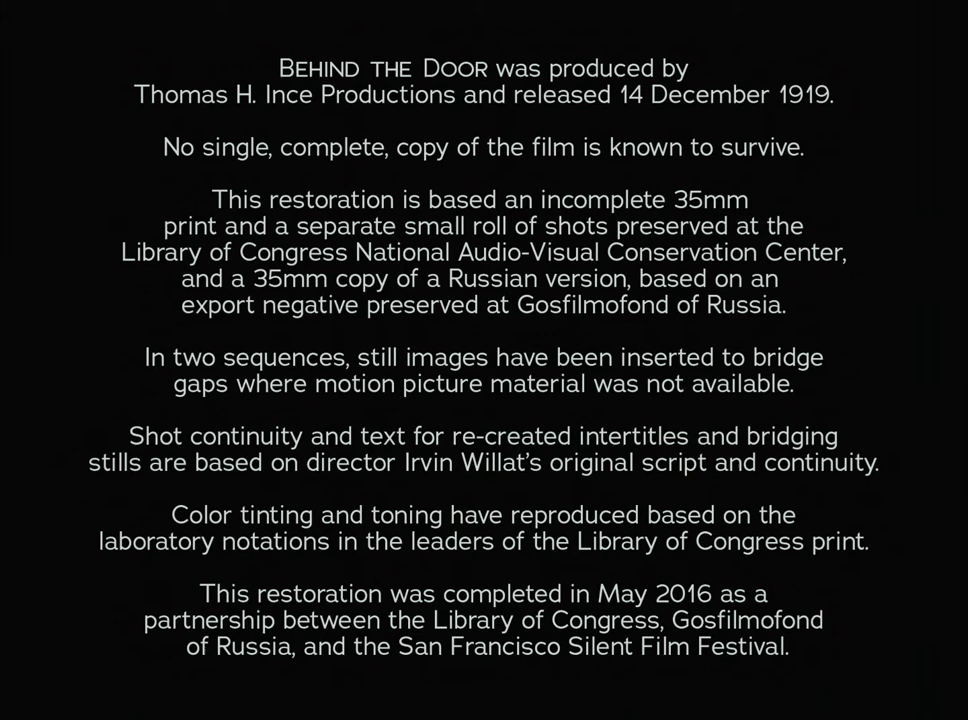 BEHIND THE DOOR was produced by
Thomas H. Ince Productions and released 14 December 1919.
No single, complete, copy of the film is known to survive.
This restoration is based an incomplete 35mm
print and a separate small roll of shots preserved at the
Library of Congress National Audio-Visual Conservation Center,
and a 35mm copy of a Russian version, based on an
export negative preserved at Gosfilmofond of Russia.
In two sequences, still images have been inserted to bridge
gaps where motion picture material was not available.
Shot continuity and text for re-created intertitles and bridging
stills are based on director Irvin Willat's original script and continuity.
Color tinting and toning have reproduced based on the
laboratory notations in the leaders of the Library of Congress print.
This restoration was completed in May 2016 as a
partnership between the Library of Congress, Gosfilmofond
of Russia, and the San Francisco Silent Film Festival.